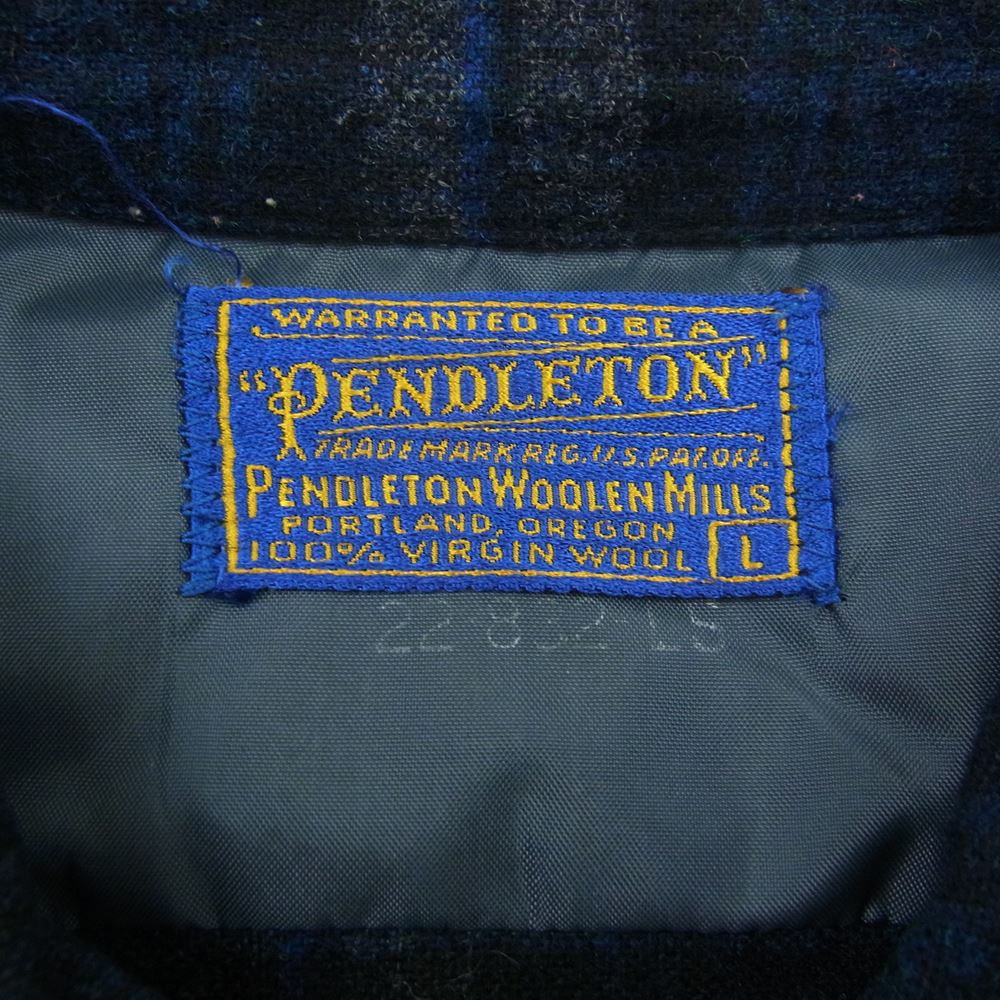 WARRANTED TO BE A
"PENDLETON"
TRADE MARK REG. U.S. PAT. OFF.
PENDLETON WOOLEN MILLS
PORTLAND, OREGON
100% VIRGIN WOOL L